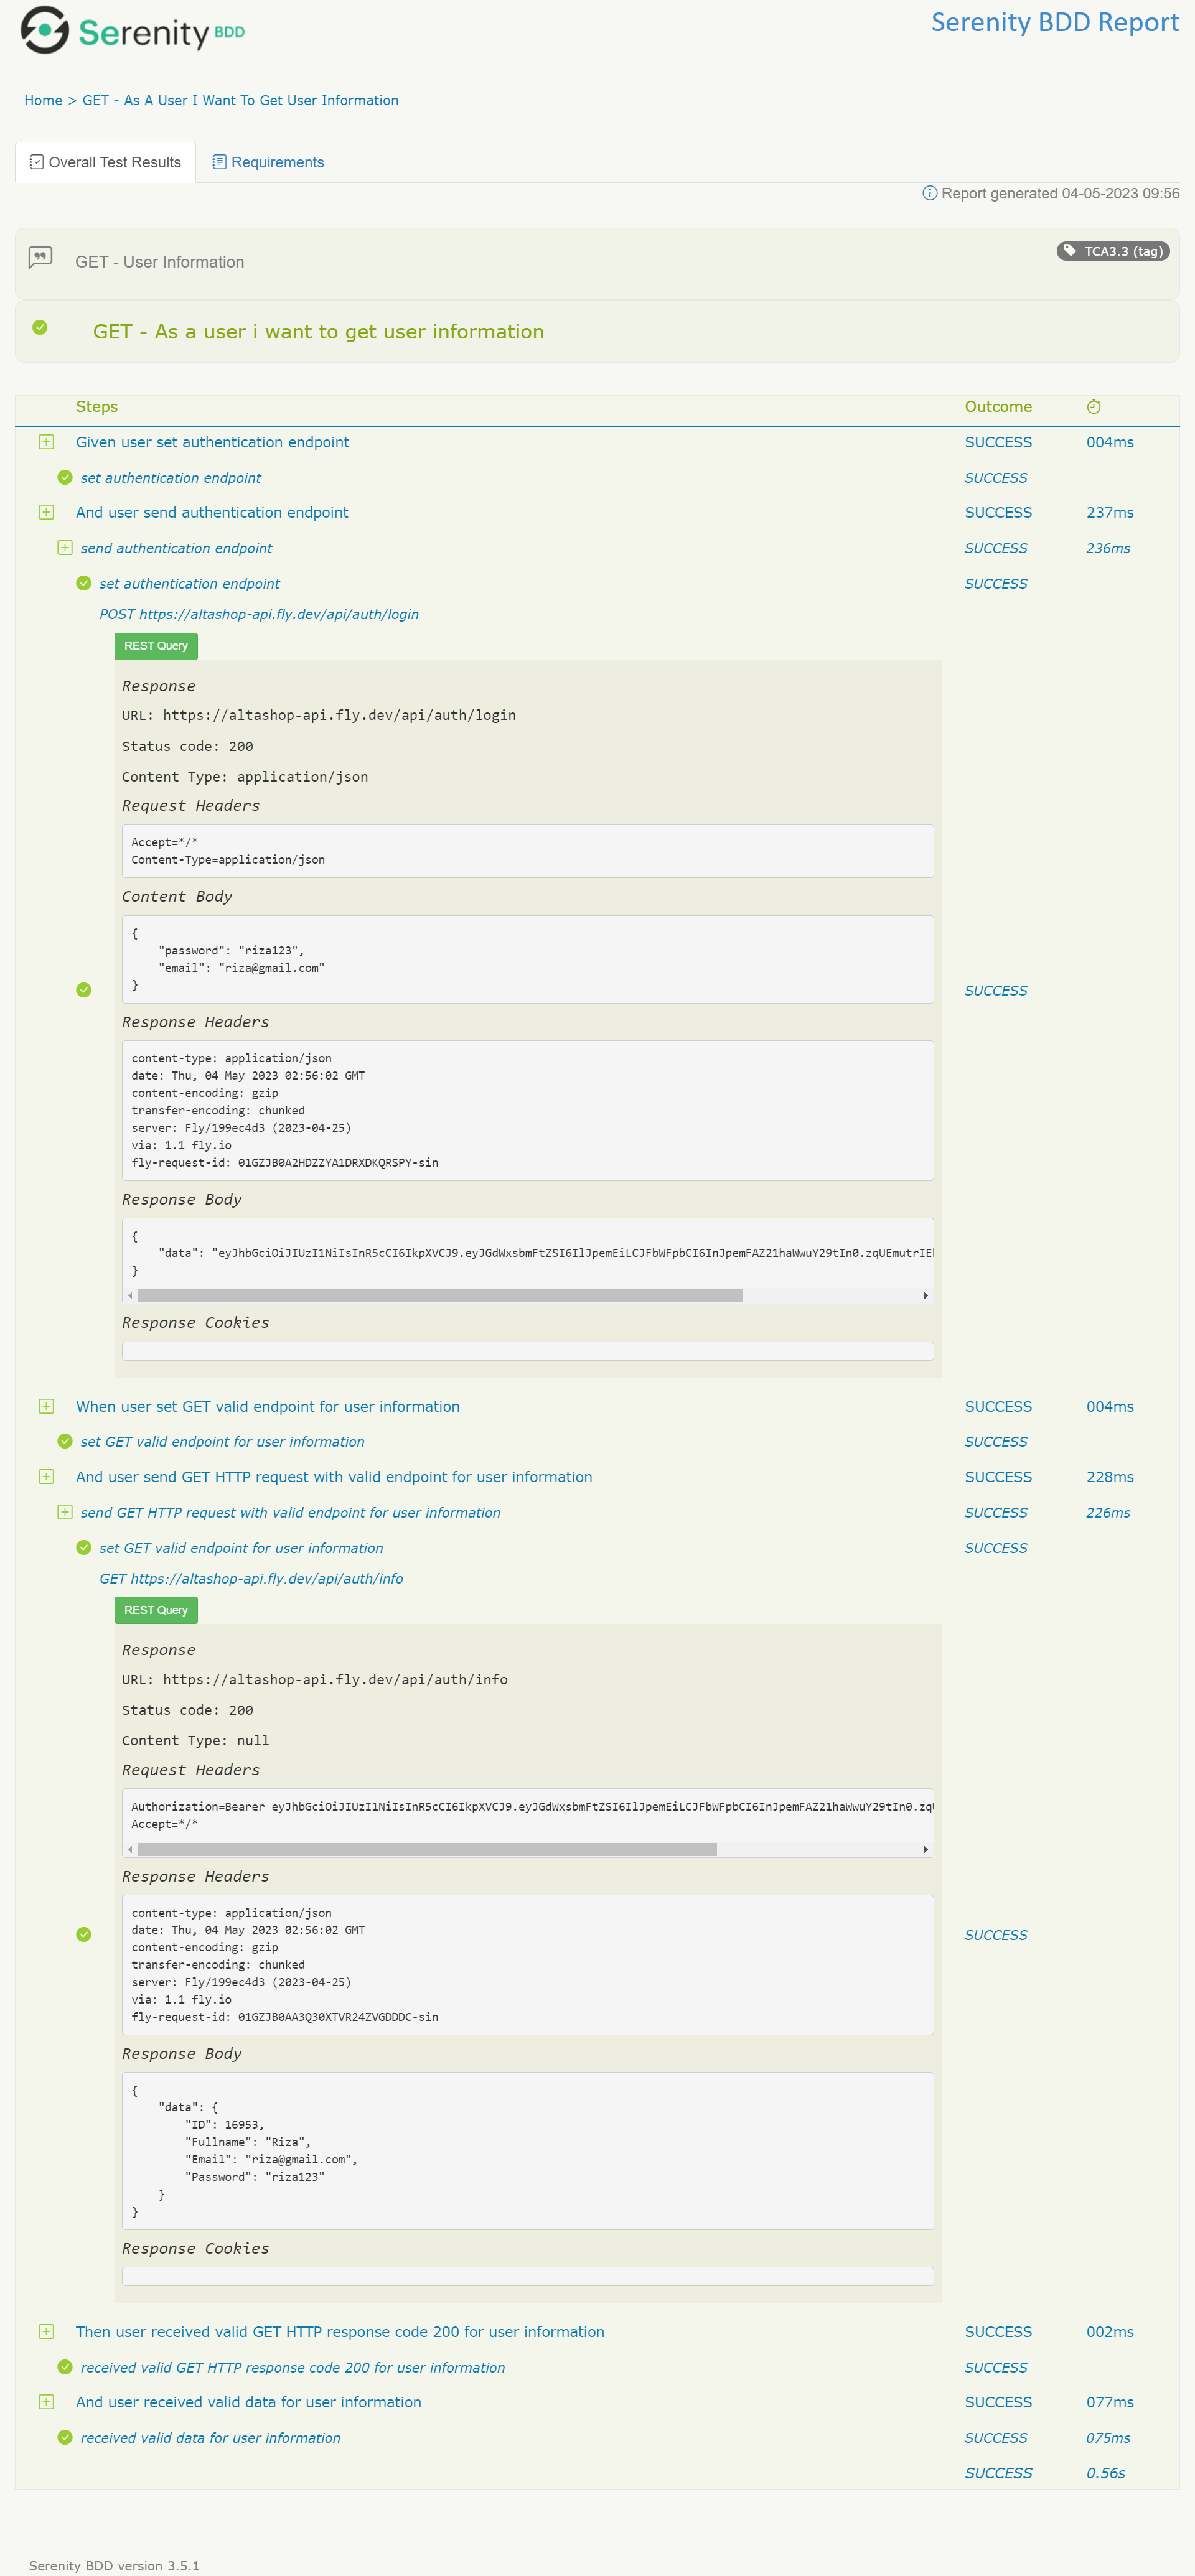 Serenity BDD
Serenity BDD Report
Home > GET - As A User I Want To Get User Information
Overall Test Results
Requirements
Report generated 04-05-2023 09:56
GET - User Information
TCA3.3 (tag)
GET - As a user i want to get user information
Steps Outcome
Given user set authentication endpoint SUCCESS 004ms
set authentication endpoint SUCCESS
And user send authentication endpoint SUCCESS 237ms
send authentication endpoint SUCCESS 236ms
set authentication endpoint SUCCESS
POST https://altashop-api.fly.dev/api/auth/login
REST Query
Response
URL: https://altashop-api.fly.dev/api/auth/login
Status code: 200
Content Type: application/json
Request Headers
Accept=*/*
Content-Type=application/json
Content Body
{
    "password": "riza123",
    "email": "riza@gmail.com"
}
SUCCESS
Response Headers
content-type: application/json
date: Thu, 04 May 2023 02:56:02 GMT
content-encoding: gzip
transfer-encoding: chunked
server: Fly/199ec4d3 (2023-04-25)
via: 1.1 fly.io
fly-request-id: 01GZJB0A2HDZZYA1DRXDKQRSPY-sin
Response Body
{
    "data": "eyJhbGciOiJIUzI1NiIsInR5cCI6IkpXVCJ9.eyJGdWxsbmFtZSI6IlJpemEiLCJFbWFpbCI6InJpemFAZ21haWwuY29tIn0.zqUEmutrIE
}
Response Cookies
When user set GET valid endpoint for user information SUCCESS 004ms
set GET valid endpoint for user information SUCCESS
And user send GET HTTP request with valid endpoint for user information SUCCESS 228ms
send GET HTTP request with valid endpoint for user information SUCCESS 226ms
set GET valid endpoint for user information SUCCESS
GET https://altashop-api.fly.dev/api/auth/info
REST Query
Response
URL: https://altashop-api.fly.dev/api/auth/info
Status code: 200
Content Type: null
Request Headers
Authorization=Bearer eyJhbGciOiJIUzI1NiIsInR5cCI6IkpXVCJ9.eyJGdWxsbmFtZSI6IlJpemEiLCJFbWFpbCI6InJpemFAZ21haWwuY29tIn0.zq
Accept=*/*
Response Headers
content-type: application/json
date: Thu, 04 May 2023 02:56:02 GMT
SUCCESS
content-encoding: gzip
transfer-encoding: chunked
server: Fly/199ec4d3 (2023-04-25)
via: 1.1 fly.io
fly-request-id: 01GZJB0AA3Q30XTVR24ZVGDDDC-sin
Response Body
{
    "data": {
        "ID": 16953,
        "Fullname": "Riza",
        "Email": "riza@gmail.com",
        "Password": "riza123"
    }
}
Response Cookies
Then user received valid GET HTTP response code 200 for user information SUCCESS 002ms
received valid GET HTTP response code 200 for user information SUCCESS
And user received valid data for user information SUCCESS 077ms
received valid data for user information SUCCESS 075ms
SUCCESS 0.56s
Serenity BDD version 3.5.1